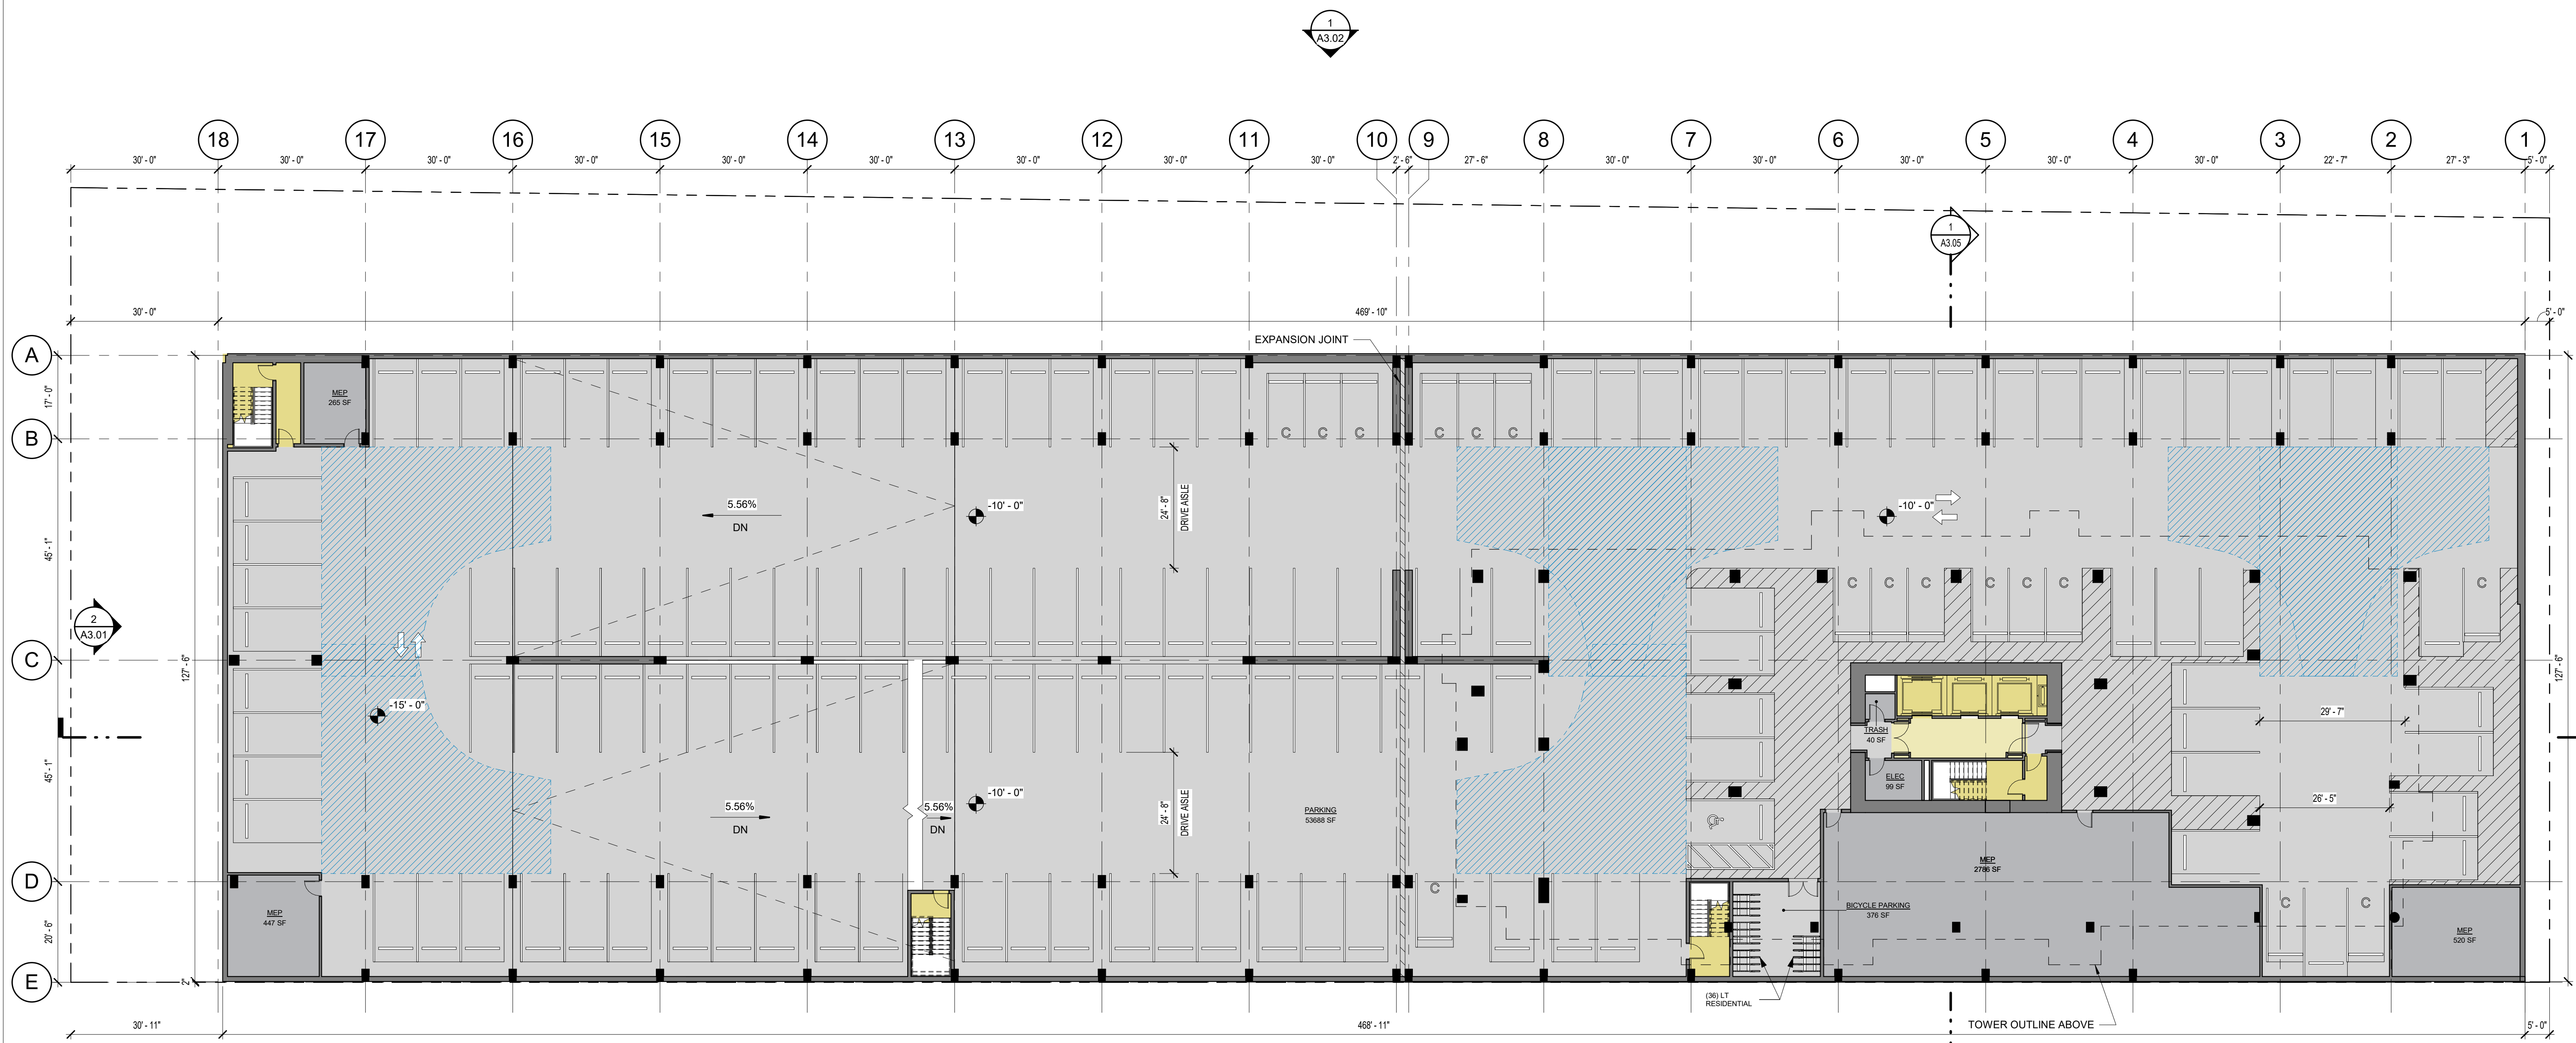 1
A3.02
18 17 16 15 14 13 12 11 10 9 8 7 6 5 4 3 2 1
30' - 0" 30' - 0" 30' - 0" 30' - 0" 30' - 0" 30' - 0" 30' - 0" 30' - 0" 30' - 0" 2' - 6" 27' - 6" 30' - 0" 30' - 0" 30' - 0" 30' - 0" 30' - 0" 22' - 7" 27' - 3" 5' - 0"
1
A3.05
30' - 0" 469' - 10" 5' - 0"
EXPANSION JOINT
A
17' - 0"
MEP
265 SF
C C C C C C
B
45' - 1"
24' - 8"
DRIVE AISLE
5.56%
DN
-10' - 0"
-10' - 0"
C C C C C C C
2
A3.01
C
127' - 6"
127' - 6"
-15' - 0"
29' - 7"
TRASH
40 SF
ELEC
99 SF
45' - 1"
5.56%
DN
5.56%
DN
-10' - 0"
24' - 8"
DRIVE AISLE
PARKING
53688 SF
26' - 5"
MEP
2786 SF
D
C
C C
20' - 6"
MEP
447 SF
BICYCLE PARKING
376 SF
MEP
520 SF
E
2"
(36) LT
RESIDENTIAL
TOWER OUTLINE ABOVE
30' - 11" 468' - 11" 5' - 0"